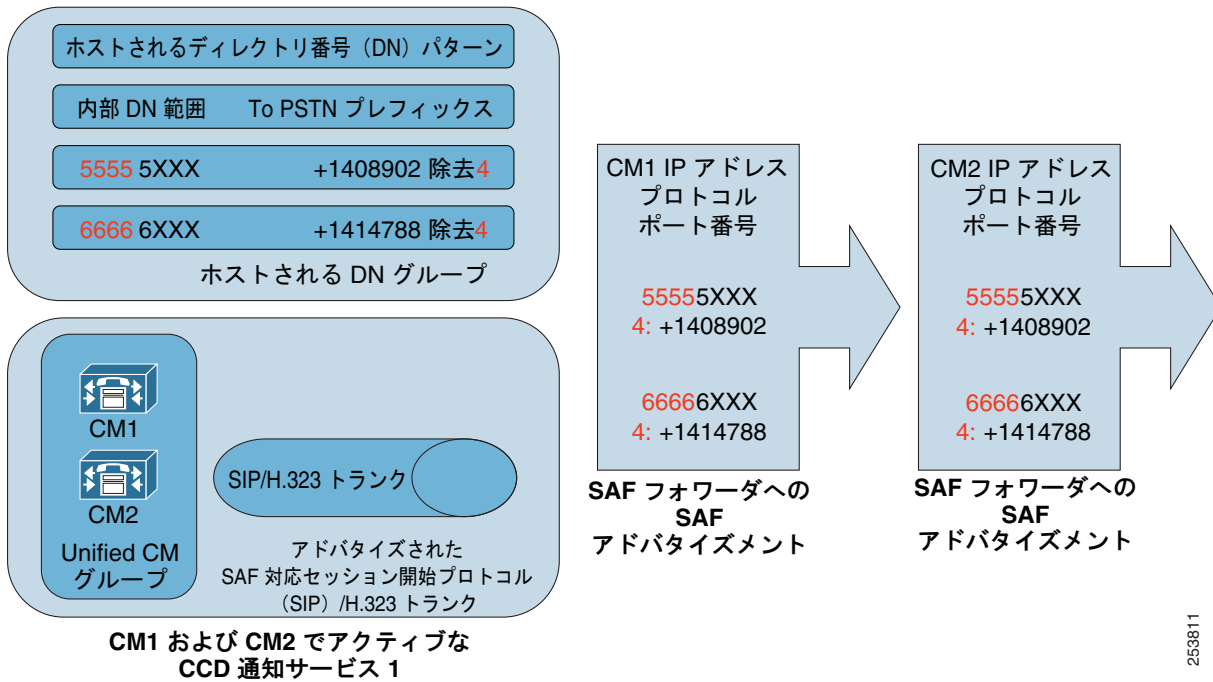 ホストされるディレクトリ番号（DN）パターン
内部 DN 範囲 To PSTN プレフィックス
5555 5XXX +1408902 除去4
6666 6XXX +1414788 除去4
ホストされる DN グループ
CM1
CM2
Unified CM
グループ
SIP/H.323 トランク
アドバタイズされた
SAF 対応セッション開始プロトコル
（SIP）/H.323 トランク
CM1 および CM2 でアクティブな
CCD 通知サービス 1
CM1 IP アドレス
プロトコル
ポート番号
55555XXX
4: +1408902
66666XXX
4: +1414788
SAF フォワーダへの
SAF
アドバタイズメント
CM2 IP アドレス
プロトコル
ポート番号
55555XXX
4: +1408902
66666XXX
4: +1414788
SAF フォワーダへの
SAF
アドバタイズメント
253811